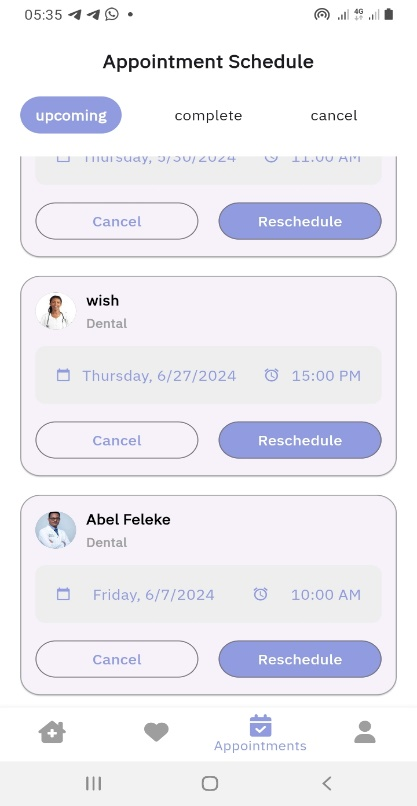 05:35
4G
Appointment Schedule
upcoming complete cancel
Thursday, 5/30/2024 11:00 AM
Cancel Reschedule
wish
Dental
Thursday, 6/27/2024 15:00 PM
Cancel Reschedule
Abel Feleke
Dental
Friday, 6/7/2024 10:00 AM
Cancel Reschedule
Appointments